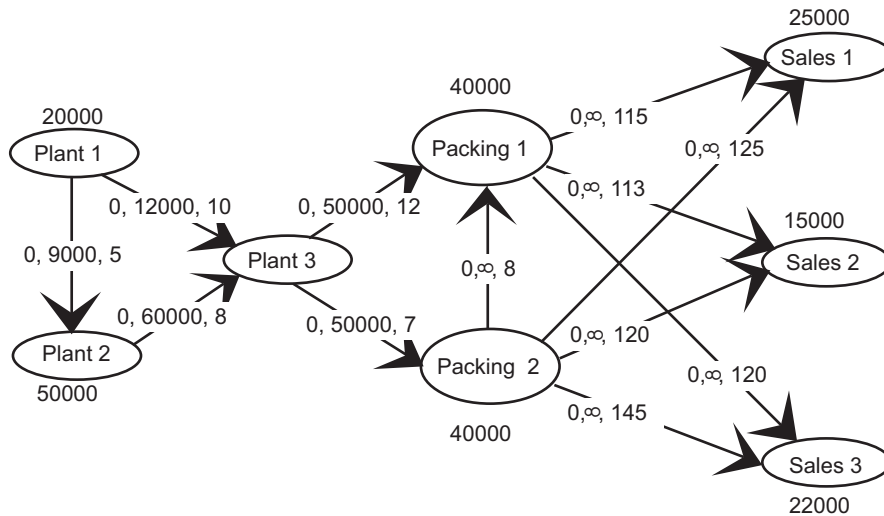 25000
Sales 1
40000
20000
Packing 1
0,∞, 115
Plant 1
0,∞, 125
0,∞, 113
0, 12000, 10
0, 50000, 12
15000
0, 9000, 5
Plant 3
0,∞, 8
Sales 2
0, 60000, 8
0, 50000, 7
0,∞, 120
Plant 2
Packing 2
0,∞, 120
50000
0,∞, 145
40000
Sales 3
22000